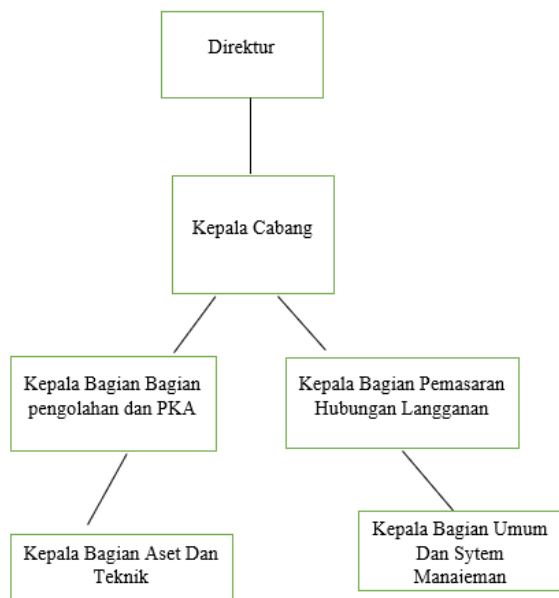 Direktur
Kepala Cabang
Kepala Bagian Bagian
pengolahan dan PKA
Kepala Bagian Pemasaran
Hubungan Langganan
Kepala Bagian Aset Dan
Teknik
Kepala Bagian Umum
Dan Sytem
Manajeman